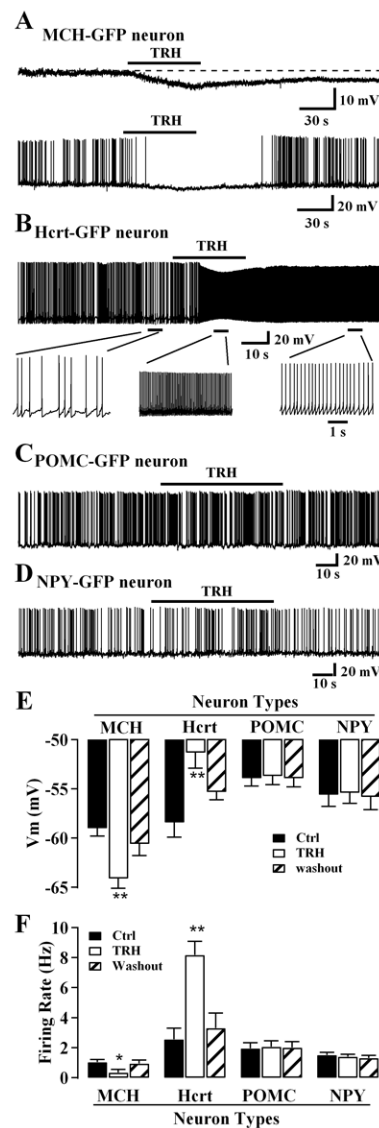 A
MCH-GFP neuron
TRH
10 mV
30 s
TRH
20 mV
30 s
B Hcrt-GFP neuron
TRH
20 mV
10 s
1 s
C POMC-GFP neuron
TRH
20 mV
10 s
D NPY-GFP neuron
TRH
20 mV
10 s
E
Neuron Types
MCH Hcrt POMC NPY
Vm (mV)
-50
-55
-60
-65
**
**
Ctrl
TRH
washout
F
Firing Rate (Hz)
10
8
6
4
2
0
Ctrl
TRH
Washout
*
**
MCH Hcrt POMC NPY
Neuron Types